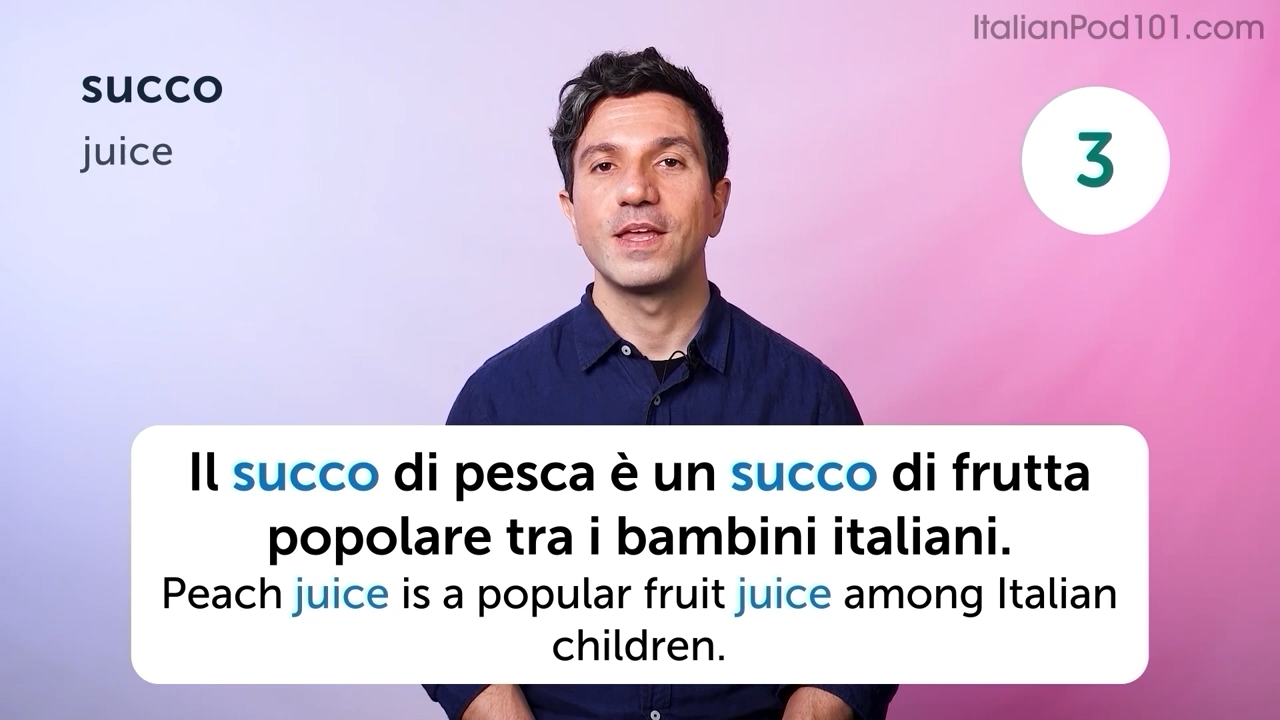 ItalianPod101.com
succo
juice
3
Il succo di pesca è un succo di frutta
popolare tra i bambini italiani.
Peach juice is a popular fruit juice among Italian
children.